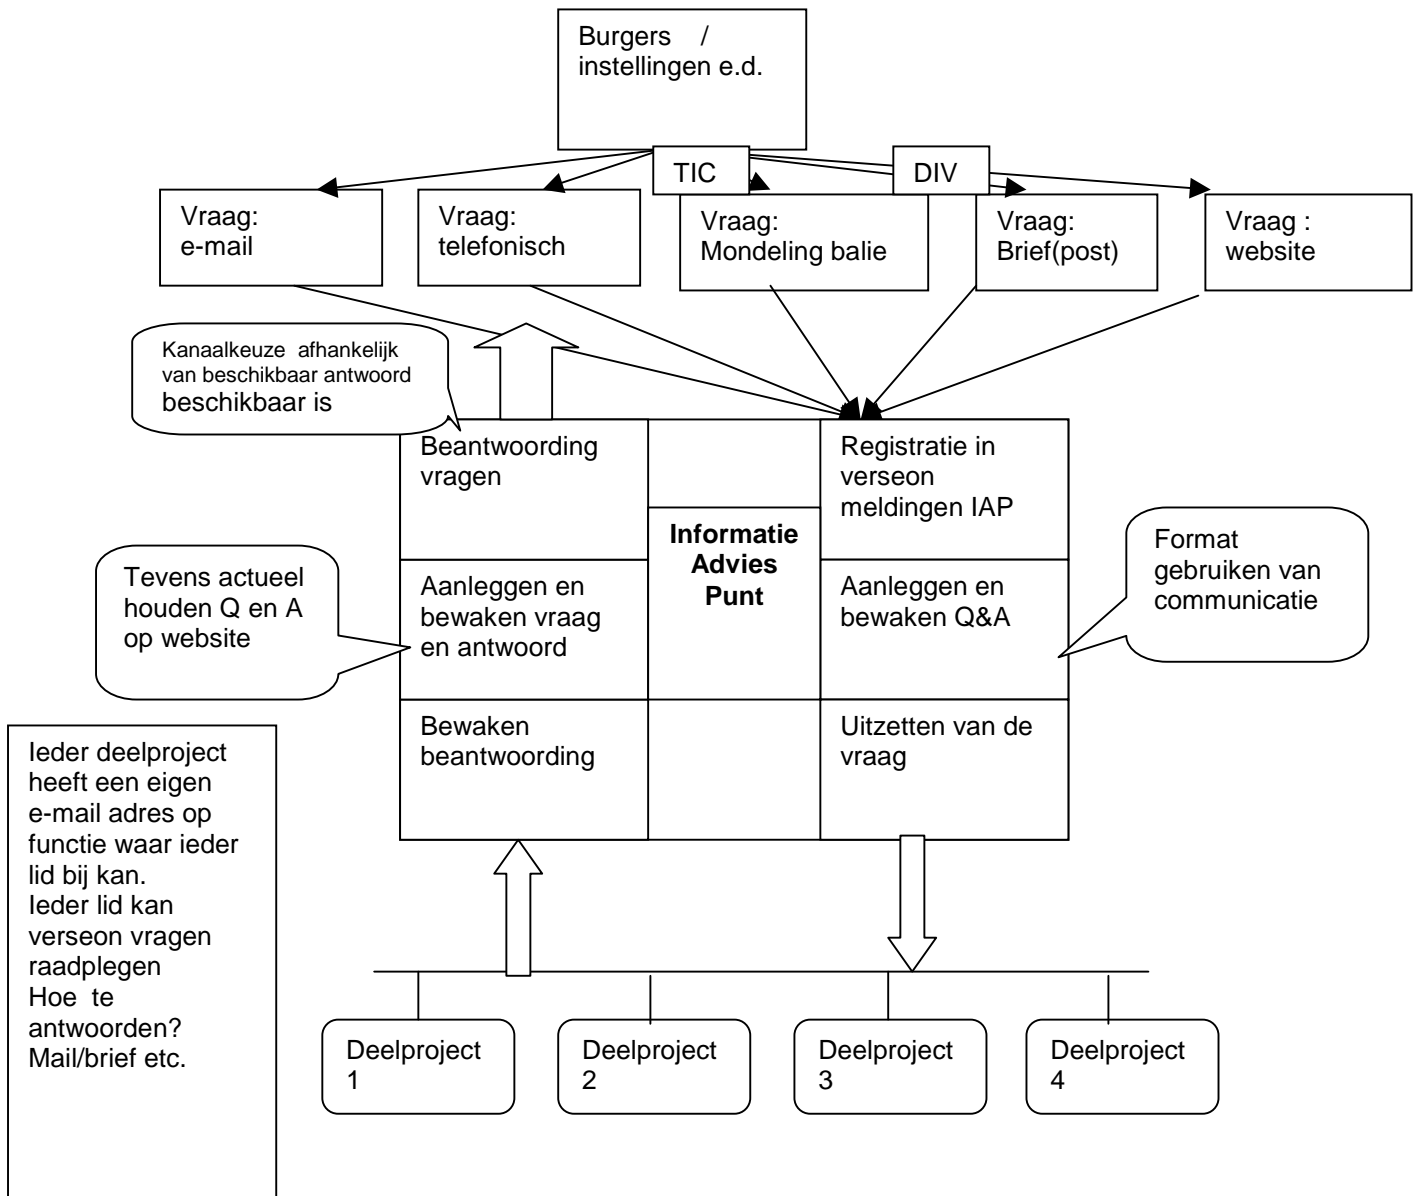 Burgers /
instellingen e.d.
TIC
DIV
Vraag:
e-mail
Vraag:
telefonisch
Vraag:
Mondeling balie
Vraag:
Brief(post)
Vraag :
website
Kanaalkeuze afhankelijk
van beschikbaar antwoord
beschikbaar is
Beantwoording
vragen
Registratie in
verseon
meldingen IAP
Informatie
Advies
Punt
Format
gebruiken van
communicatie
Tevens actueel
houden Q en A
op website
Aanleggen en
bewaken vraag
en antwoord
Aanleggen en
bewaken Q&A
Bewaken
beantwoording
Uitzetten van de
vraag
Ieder deelproject
heeft een eigen
e-mail adres op
functie waar ieder
lid bij kan.
Ieder lid kan
verseon vragen
raadplegen
Hoe te
antwoorden?
Mail/brief etc.
Deelproject
1
Deelproject
2
Deelproject
3
Deelproject
4